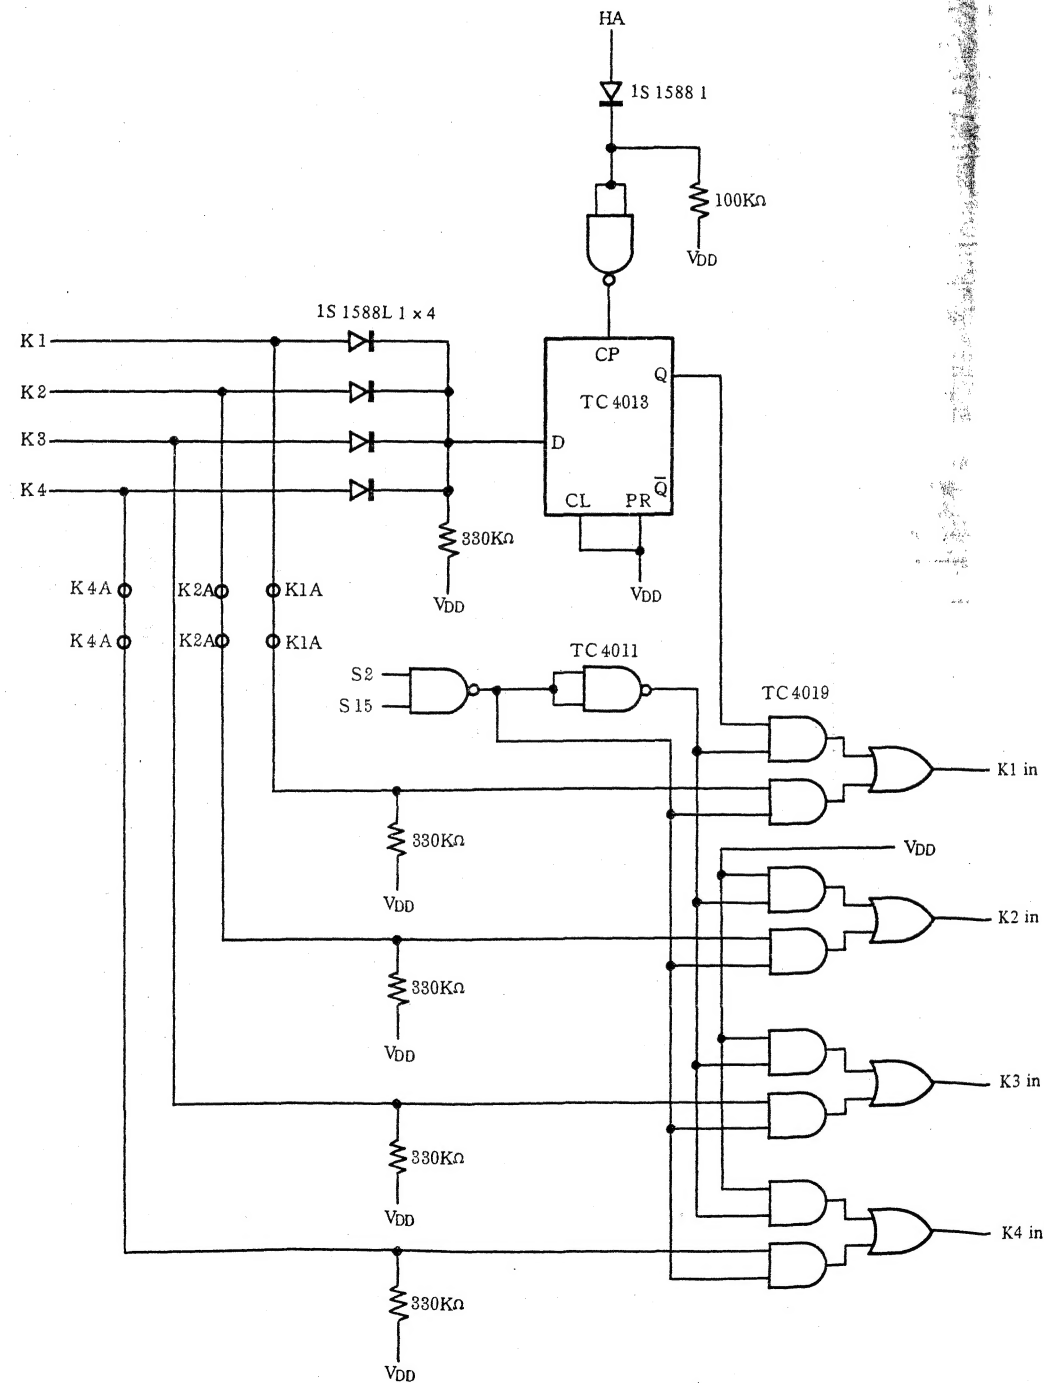 HA
1S 1588 1
100KΩ
VDD
1S 1588L 1 × 4
K1
K2
K3
K4
CP
Q
TC4013
D
Q̅
CL PR
330KΩ
VDD
VDD
K4A K2A K1A
K4A K2A K1A
S2
S15
TC4011
TC4019
K1 in
330KΩ
VDD
VDD
K2 in
330KΩ
VDD
K3 in
330KΩ
VDD
K4 in
330KΩ
VDD